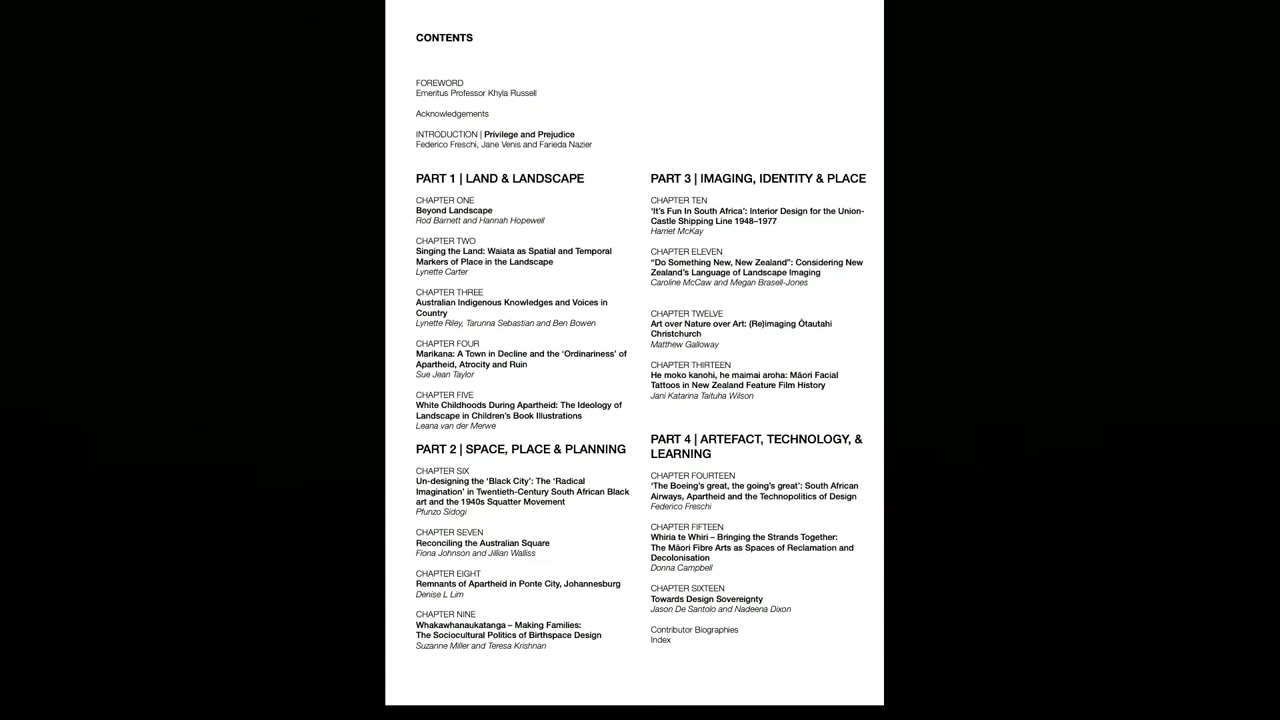 CONTENTS
FOREWORD
Emeritus Professor Khyla Russell
Acknowledgements
INTRODUCTION | Privilege and Prejudice
Federico Freschi, Jane Venis and Farieda Nazier
PART 1 | LAND & LANDSCAPE
CHAPTER ONE
Beyond Landscape
Rod Barnett and Hannah Hopewell
CHAPTER TWO
Singing the Land: Waiata as Spatial and Temporal
Markers of Place in the Landscape
Lynette Carter
CHAPTER THREE
Australian Indigenous Knowledges and Voices in
Country
Lynette Riley, Tarunna Sebastian and Ben Bowen
CHAPTER FOUR
Marikana: A Town in Decline and the ‘Ordinariness’ of
Apartheid, Atrocity and Ruin
Sue Jean Taylor
CHAPTER FIVE
White Childhoods During Apartheid: The Ideology of
Landscape in Children’s Book Illustrations
Leana van der Merwe
PART 2 | SPACE, PLACE & PLANNING
CHAPTER SIX
Un-designing the ‘Black City’: The ‘Radical
Imagination’ in Twentieth-Century South African Black
art and the 1940s Squatter Movement
Pfunzo Sidogi
CHAPTER SEVEN
Reconciling the Australian Square
Fiona Johnson and Jillian Walliss
CHAPTER EIGHT
Remnants of Apartheid in Ponte City, Johannesburg
Denise L Lim
CHAPTER NINE
Whakawhanaukatanga – Making Families:
The Sociocultural Politics of Birthspace Design
Suzanne Miller and Teresa Krishnan
PART 3 | IMAGING, IDENTITY & PLACE
CHAPTER TEN
‘It’s Fun In South Africa’: Interior Design for the Union-
Castle Shipping Line 1948–1977
Harriet McKay
CHAPTER ELEVEN
“Do Something New, New Zealand”: Considering New
Zealand’s Language of Landscape Imaging
Caroline McCaw and Megan Brasell-Jones
CHAPTER TWELVE
Art over Nature over Art: (Re)imaging Ōtautahi
Christchurch
Matthew Galloway
CHAPTER THIRTEEN
He moko kanohi, he maimai aroha: Māori Facial
Tattoos in New Zealand Feature Film History
Jani Katarina Taituha Wilson
PART 4 | ARTEFACT, TECHNOLOGY, &
LEARNING
CHAPTER FOURTEEN
‘The Boeing’s great, the going’s great’: South African
Airways, Apartheid and the Technopolitics of Design
Federico Freschi
CHAPTER FIFTEEN
Whiria te Whiri – Bringing the Strands Together:
The Māori Fibre Arts as Spaces of Reclamation and
Decolonisation
Donna Campbell
CHAPTER SIXTEEN
Towards Design Sovereignty
Jason De Santolo and Nadeena Dixon
Contributor Biographies
Index